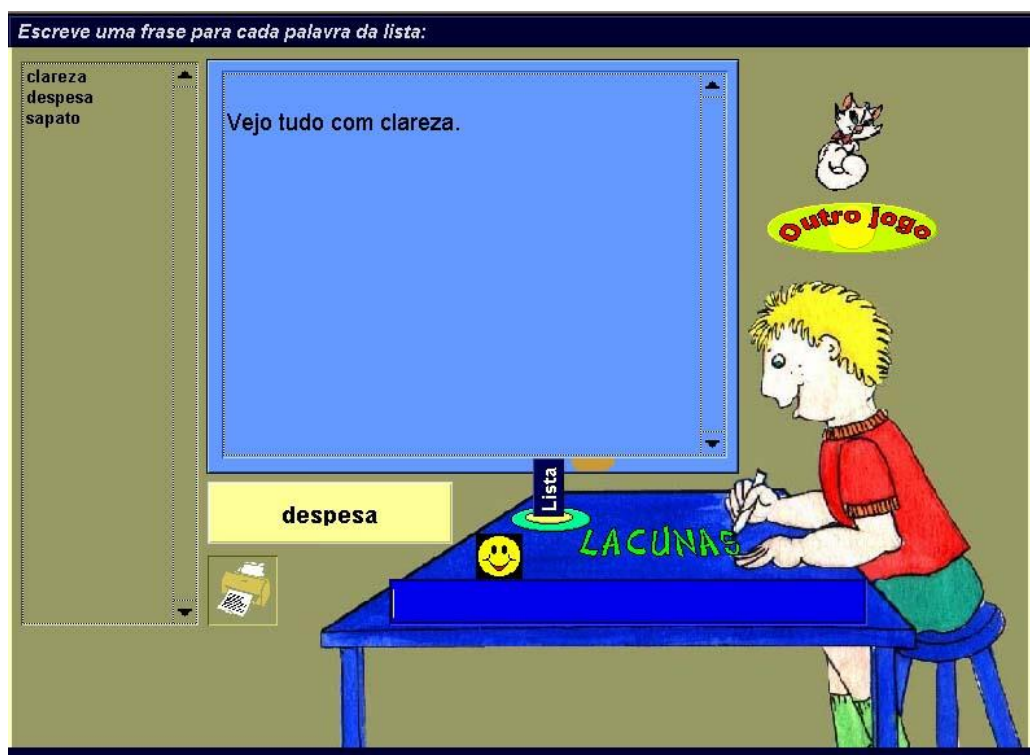 Escreve uma frase para cada palavra da lista:
clareza
despesa
sapato
Vejo tudo com clareza.
Outro jogo
Lista
despesa
LACUNAS